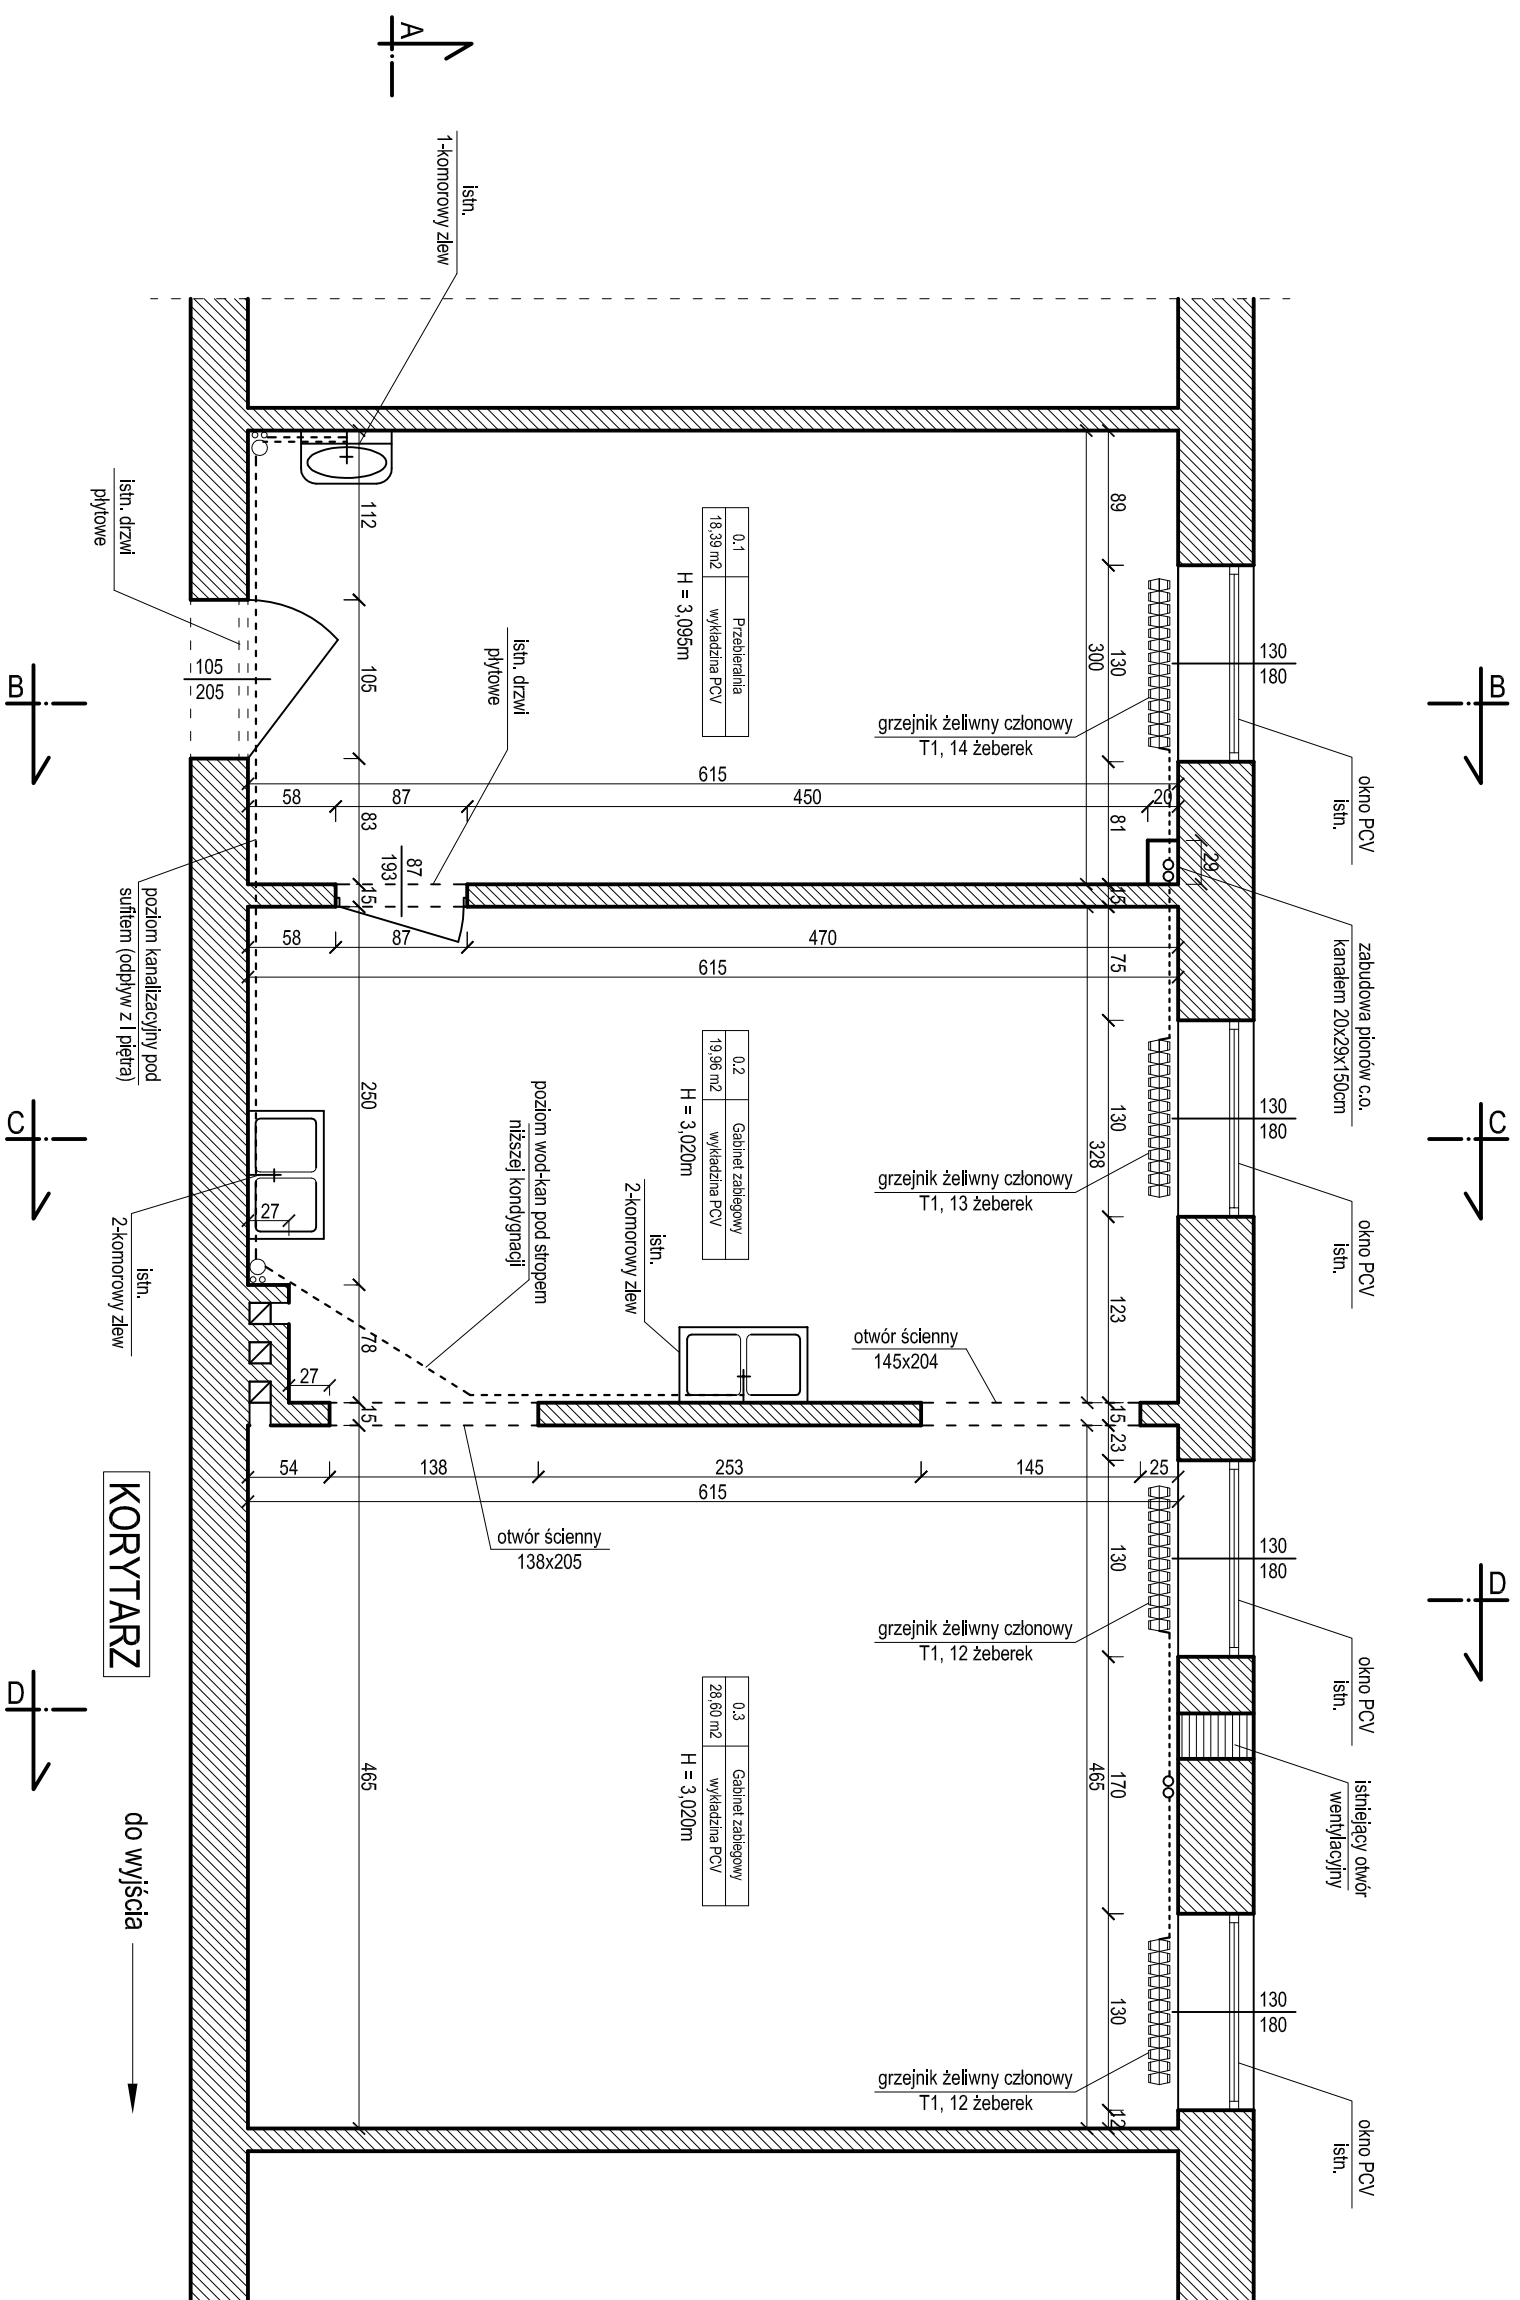 A
istn.
1-komorowy zlew
istn. drzwi
płytowe
105
205
B
B
112
105
83
15
89
130
81
15
300
0.1
Przebieralnia
18,39 m2
wykładzina PCV
H = 3,095m
istn. drzwi
płytowe
grzejnik żeliwny członowy
T1, 14 żeberek
130
180
okno PCV
istn.
615
58
87
450
20
29
87
193
zabudowa pionów c.o.
kanałem 20x29x150cm
poziom kanalizacyjny pod
sufitem (odpływ z I piętra)
58
87
470
615
75
130
123
15
328
250
78
15
0.2
Gabinet zabiegowy
19,96 m2
wykładzina PCV
H = 3,020m
grzejnik żeliwny członowy
T1, 13 żeberek
130
180
okno PCV
istn.
C
C
27
istn.
2-komorowy zlew
poziom wod-kan pod stropem
niższej kondygnacji
istn.
2-komorowy zlew
otwór ścienny
145x204
27
54
138
253
145
25
615
otwór ścienny
138x205
23
130
170
130
12
465
465
grzejnik żeliwny członowy
T1, 12 żeberek
130
180
okno PCV
istn.
D
D
0.3
Gabinet zabiegowy
28,60 m2
wykładzina PCV
H = 3,020m
istniejący otwór
wentylacyjny
grzejnik żeliwny członowy
T1, 12 żeberek
130
180
okno PCV
istn.
KORYTARZ
do wyjścia